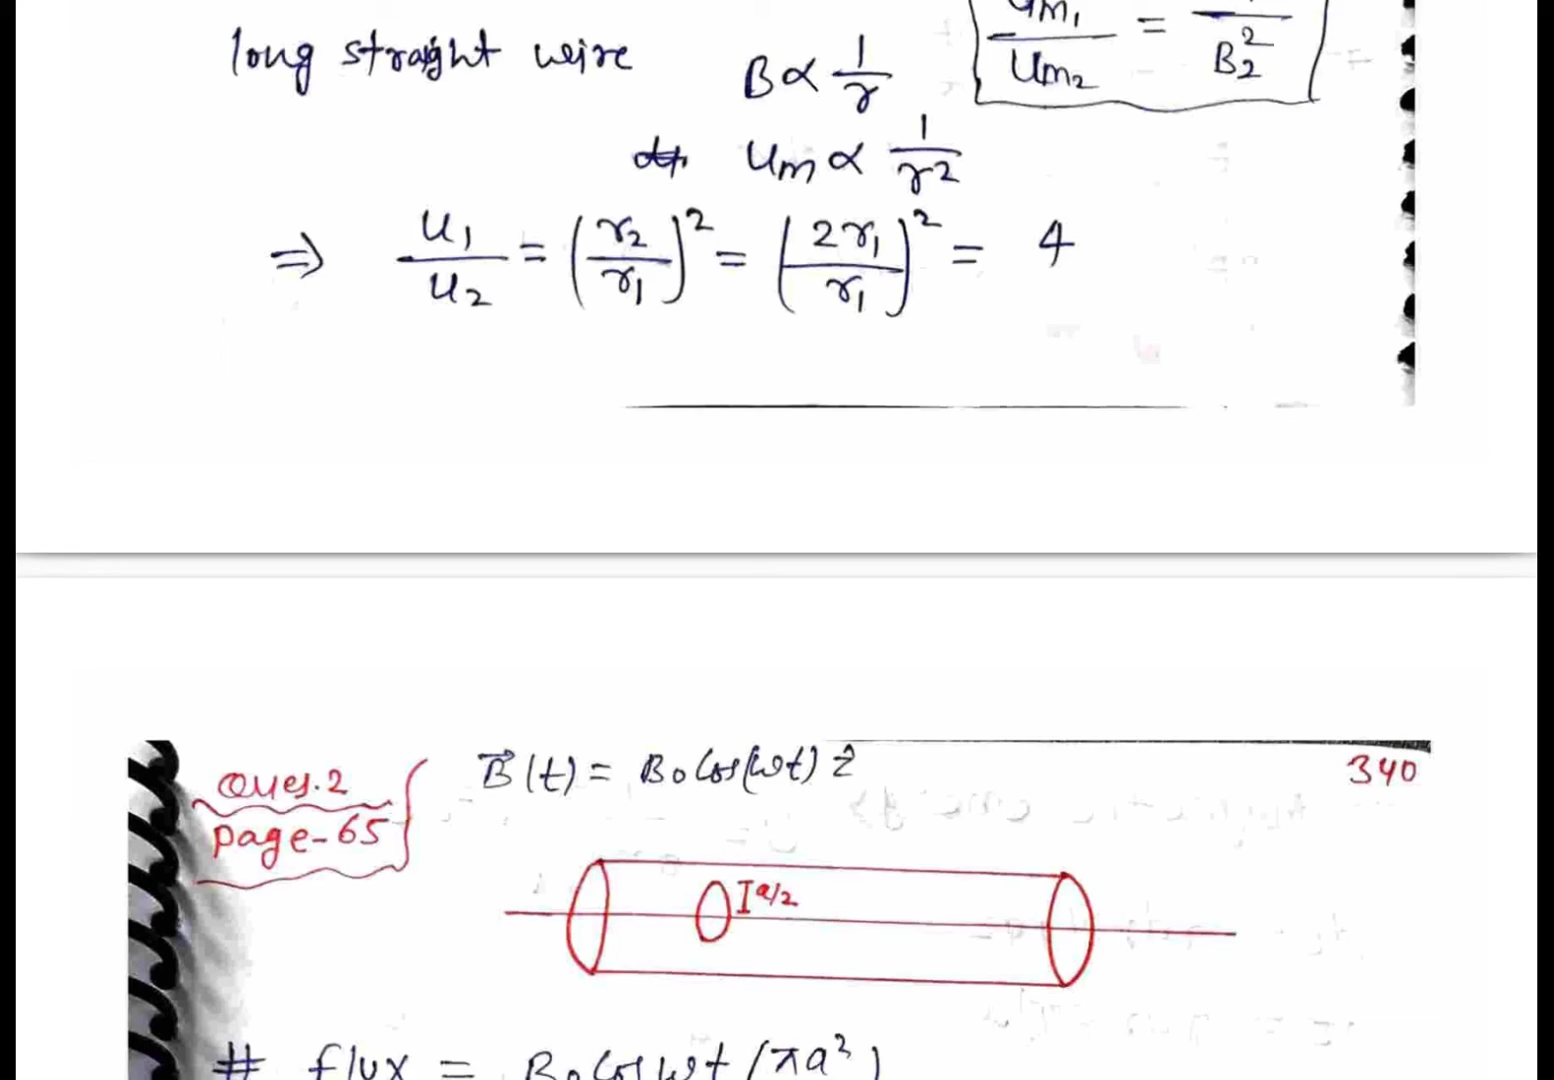 long straight wire B ∝ 1/r
Um₁/Um₂ = /B₂²
Um ∝ 1/r²
⇒ U₁/U₂ = (r₂/r₁)² = (2r₁/r₁)² = 4
Ques.2
Page-65
B⃗(t) = B₀ Cos(ωt) ẑ
340
I a/2
# flux = B₀ Cos ωt (πa²)